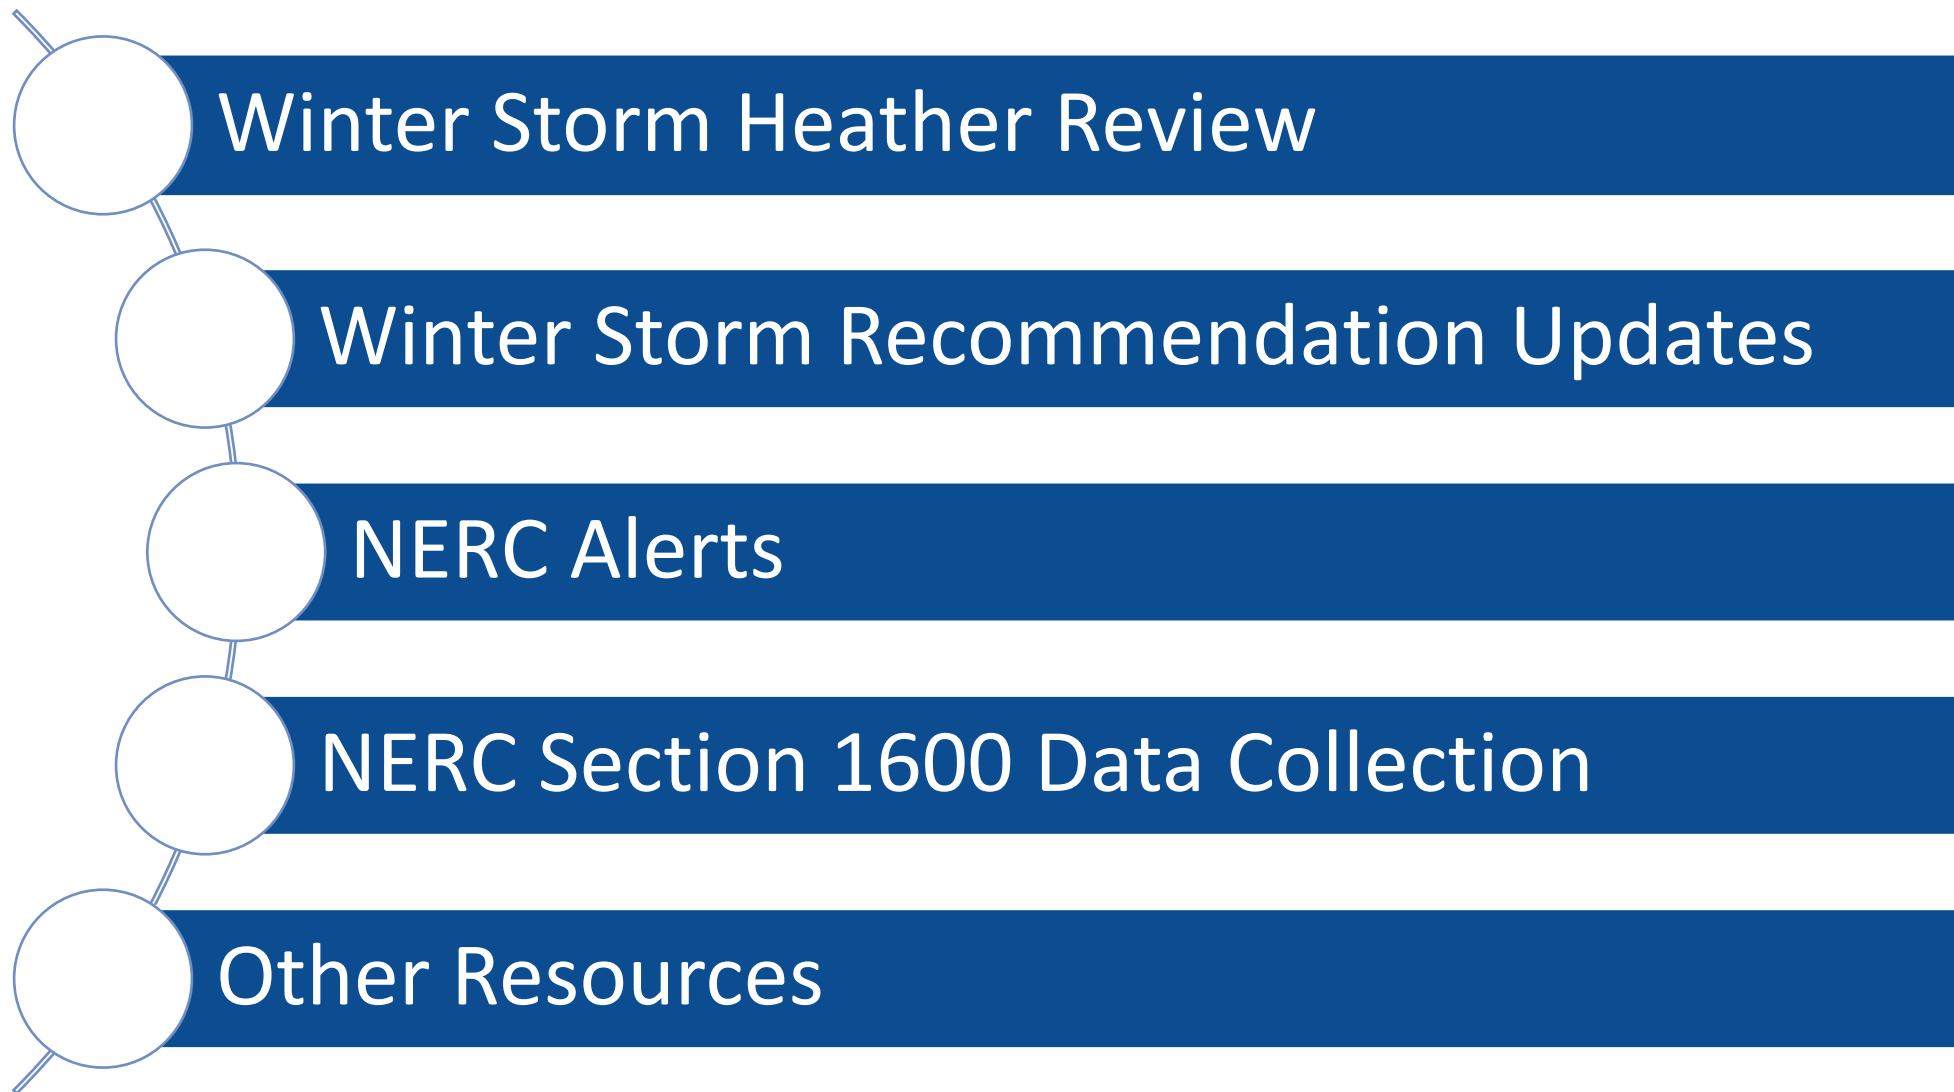 Winter Storm Heather Review
Winter Storm Recommendation Updates
NERC Alerts
NERC Section 1600 Data Collection
Other Resources